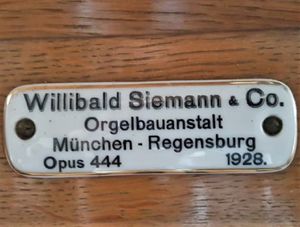 Willibald Siemann & Co.
Orgelbauanstalt
München - Regensburg
Opus 444 1928.